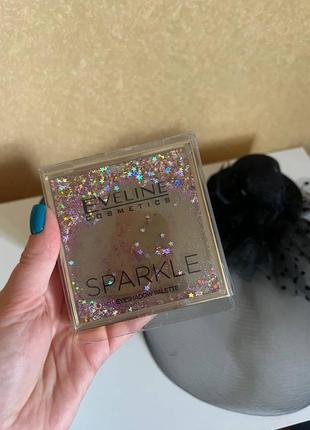 EVELINE
COSMETICS
SPARKLE
EYESHADOW PALETTE